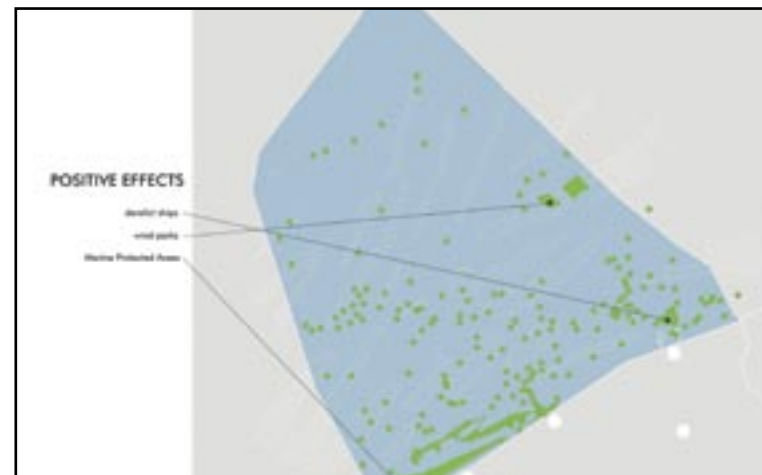 POSITIVE EFFECTS
derelict ships
wind parks
Marine Protected Areas